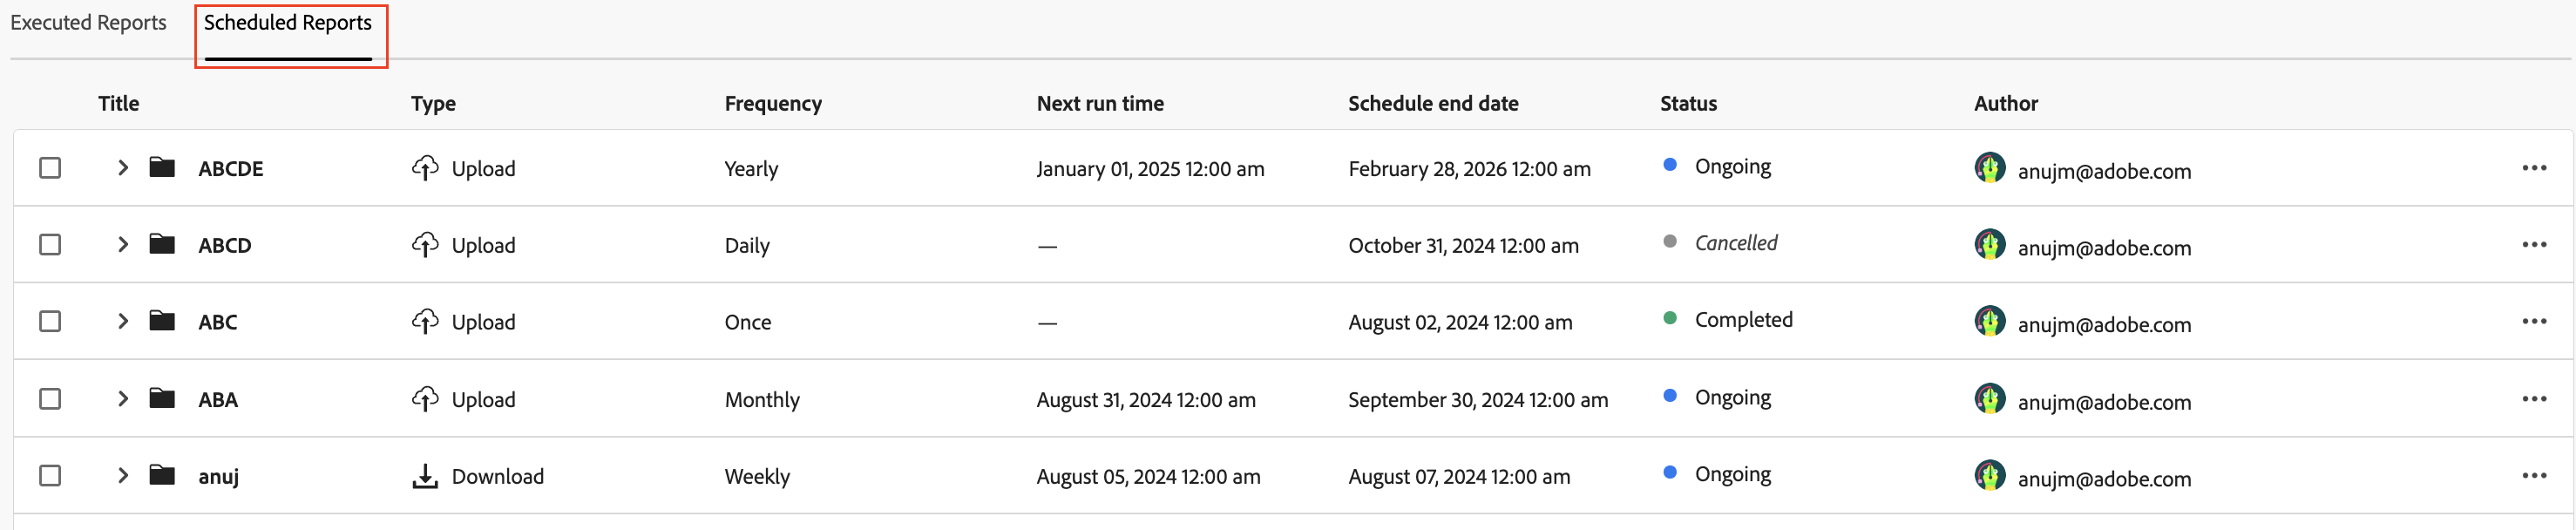 Executed Reports Scheduled Reports
Title Type Frequency Next run time Schedule end date Status Author
ABCDE Upload Yearly January 01, 2025 12:00 am February 28, 2026 12:00 am Ongoing anujm@adobe.com
ABCD Upload Daily — October 31, 2024 12:00 am Cancelled anujm@adobe.com
ABC Upload Once — August 02, 2024 12:00 am Completed anujm@adobe.com
ABA Upload Monthly August 31, 2024 12:00 am September 30, 2024 12:00 am Ongoing anujm@adobe.com
anuj Download Weekly August 05, 2024 12:00 am August 07, 2024 12:00 am Ongoing anujm@adobe.com